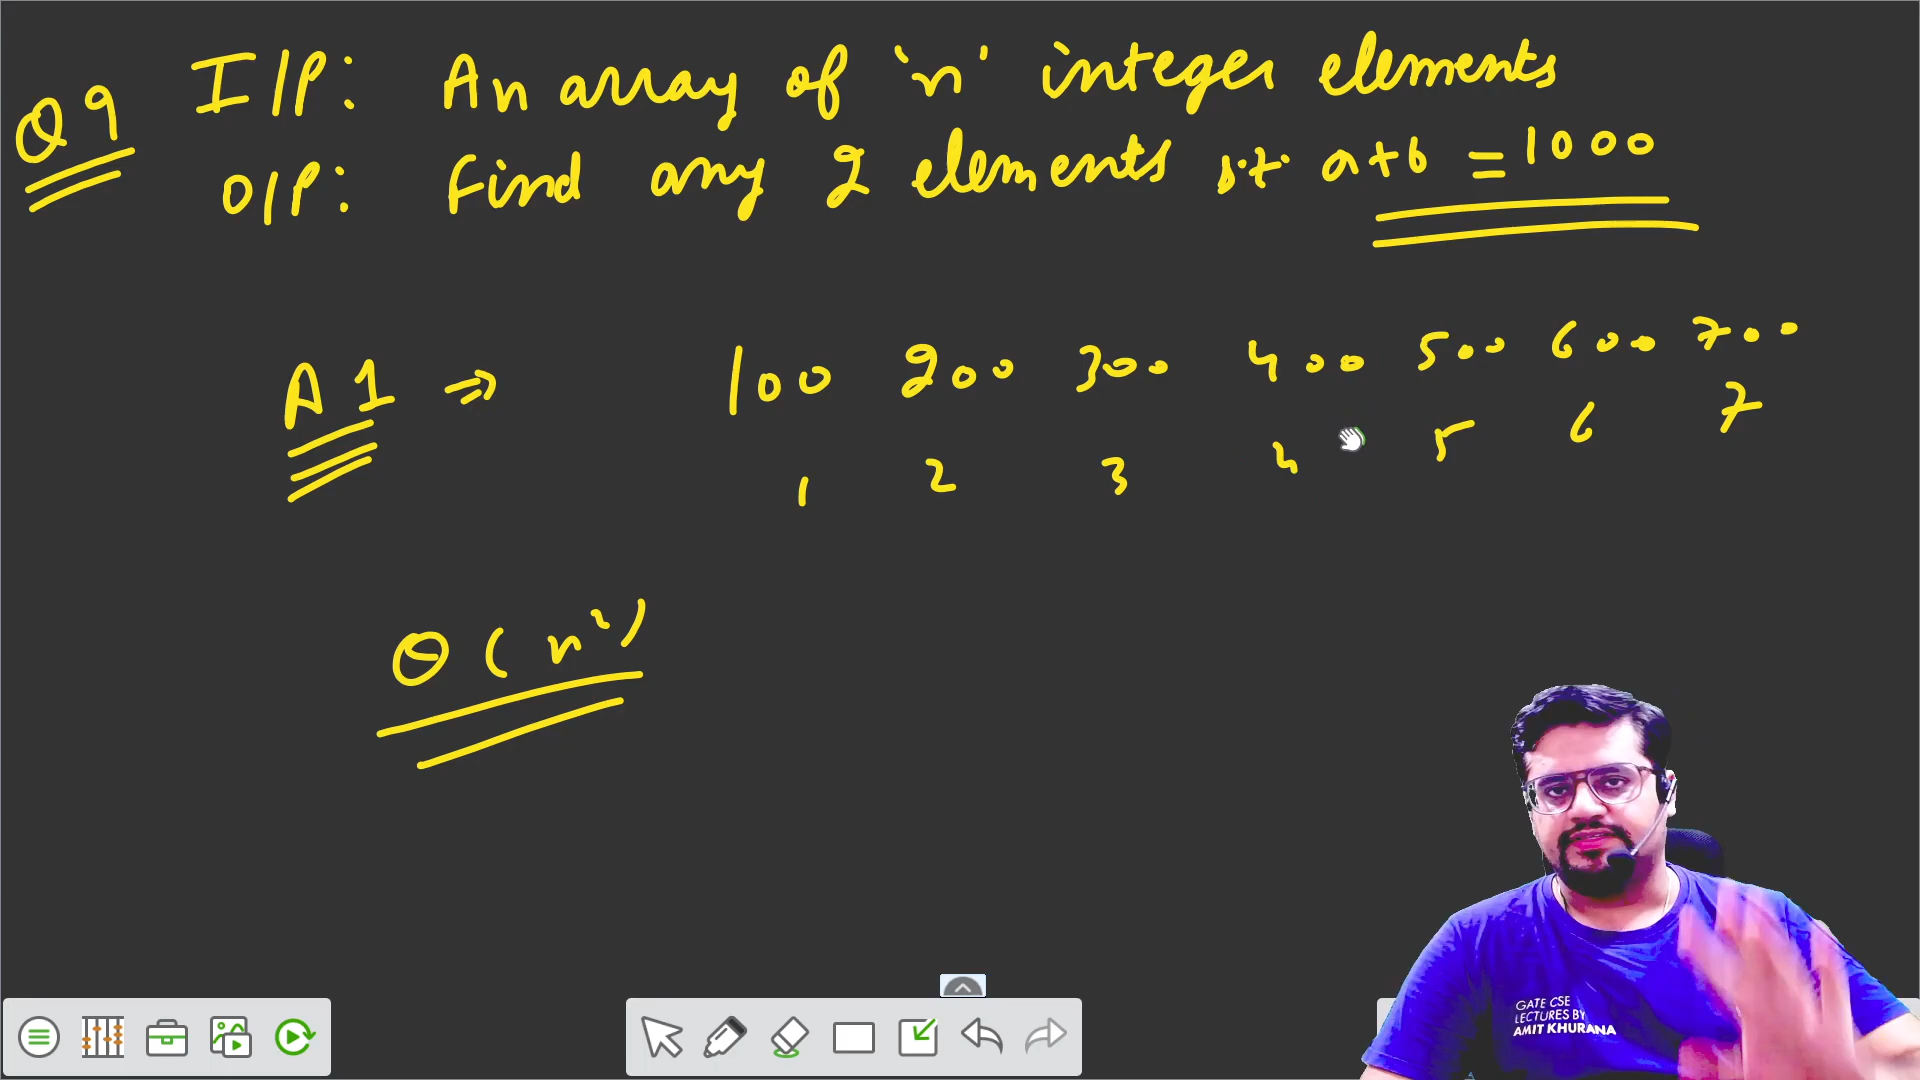 Q9
I/P: An array of 'n' integer elements
O/P: Find any 2 elements s.t. a+b = 1000
A1 ⇒ 100 200 300 400 500 600 700
1 2 3 4 5 6 7
Θ(n²)
GATE CSE
LECTURES BY
AMIT KHURANA